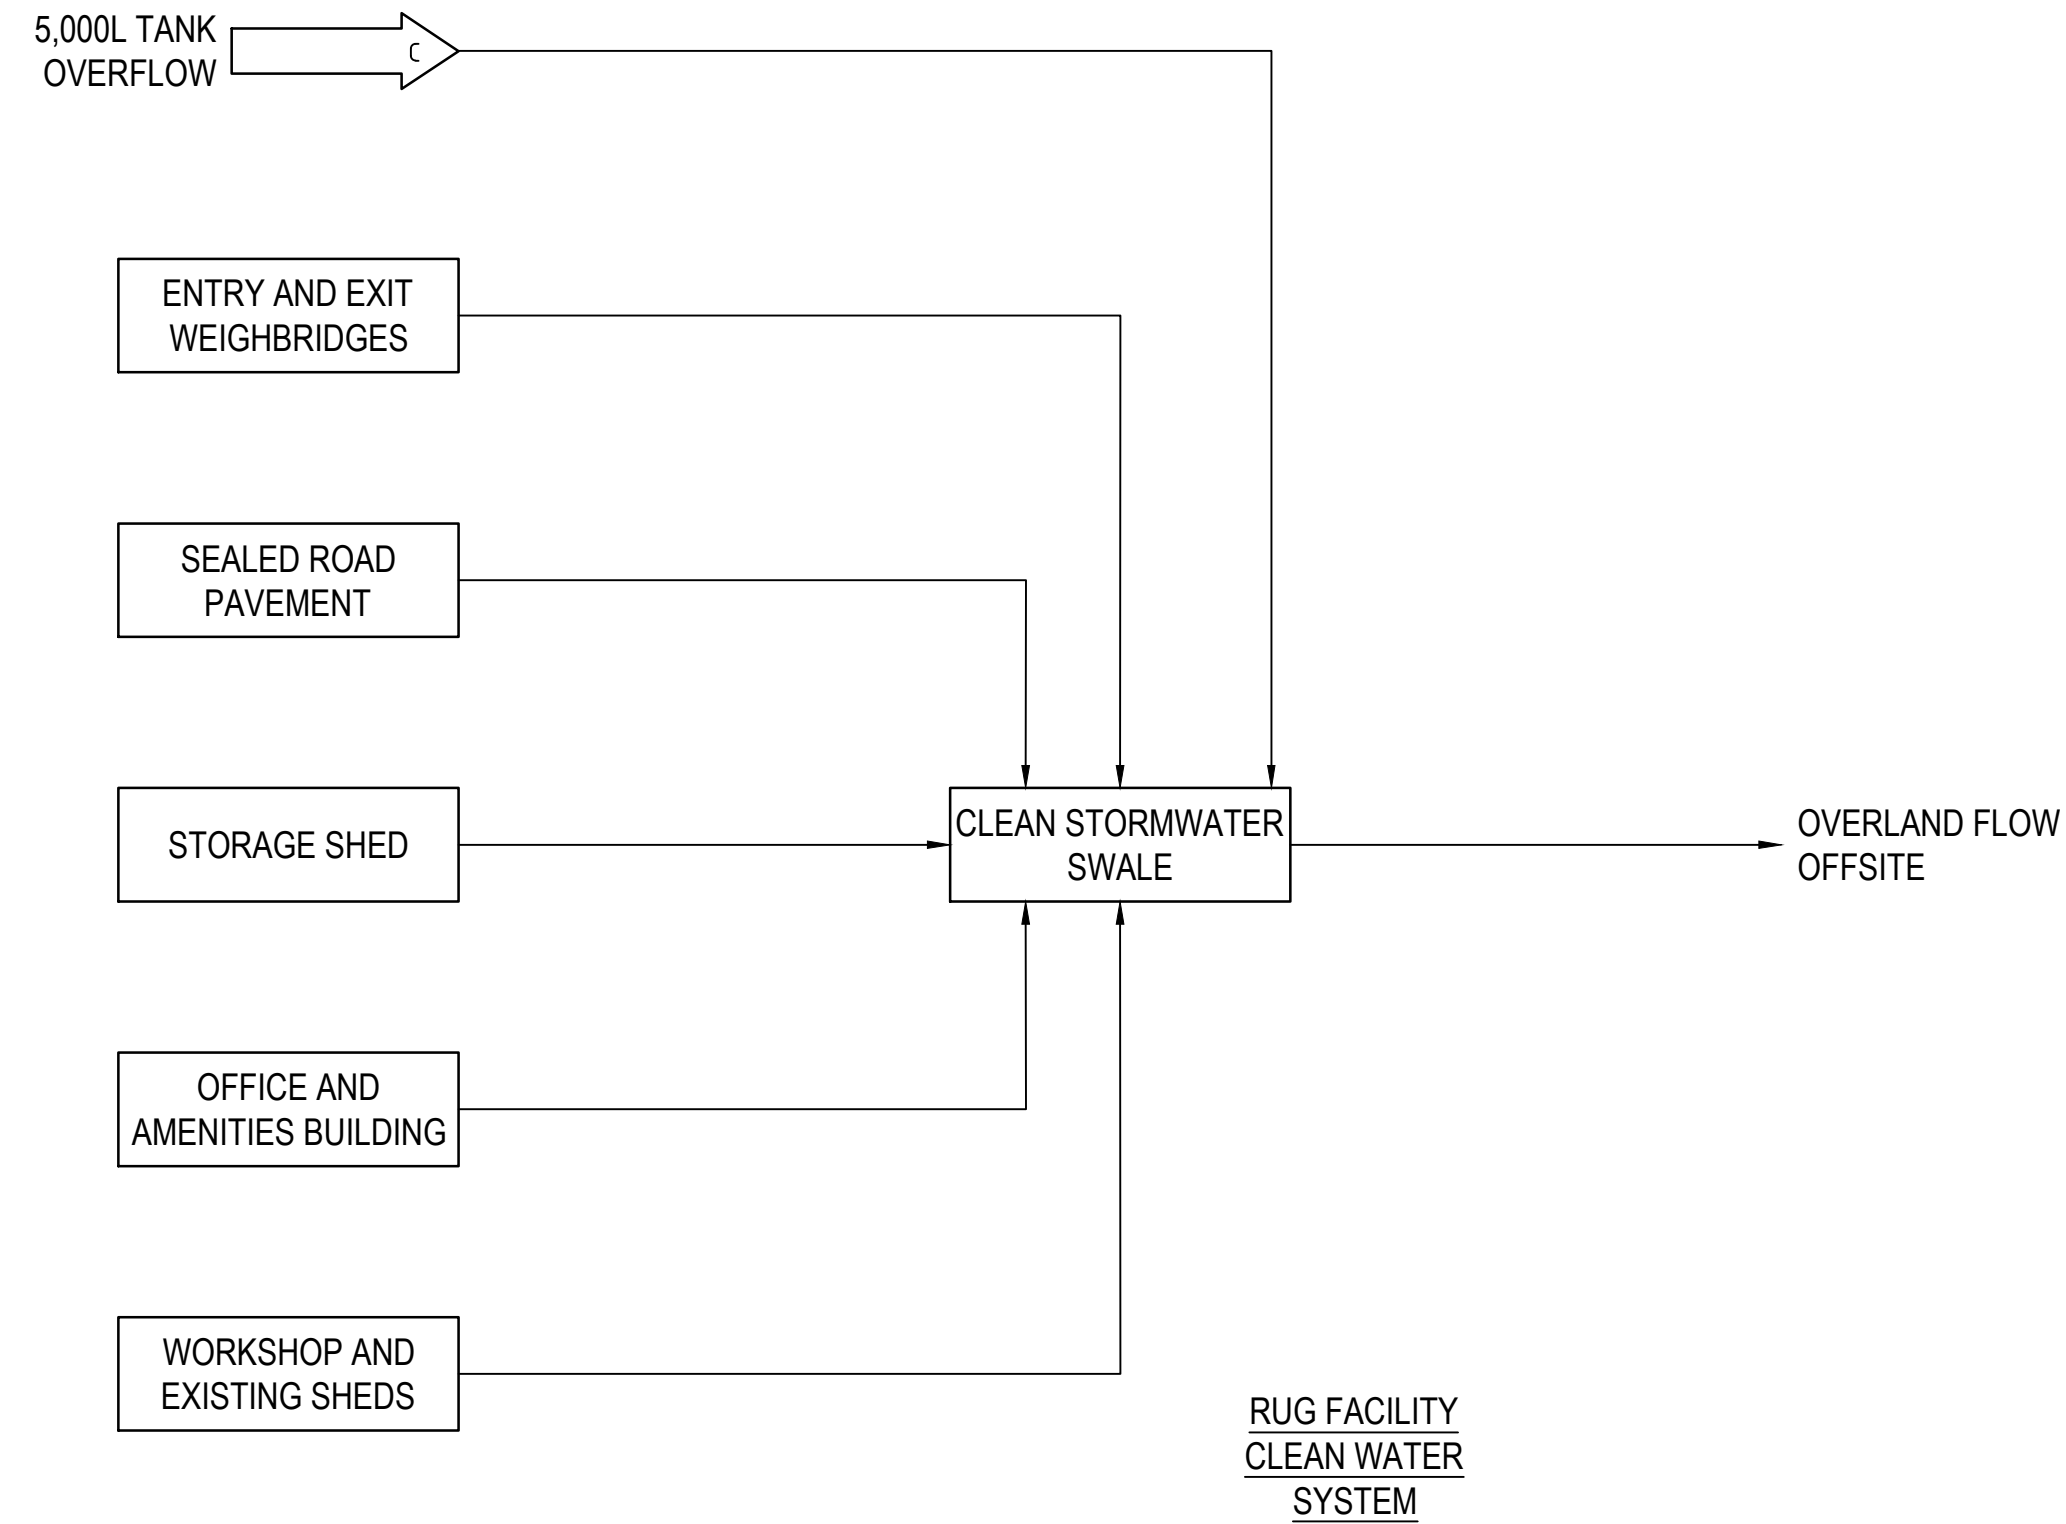 5,000L TANK
OVERFLOW
C
ENTRY AND EXIT
WEIGHBRIDGES
SEALED ROAD
PAVEMENT
STORAGE SHED
CLEAN STORMWATER
SWALE
OVERLAND FLOW
OFFSITE
OFFICE AND
AMENITIES BUILDING
WORKSHOP AND
EXISTING SHEDS
RUG FACILITY
CLEAN WATER
SYSTEM